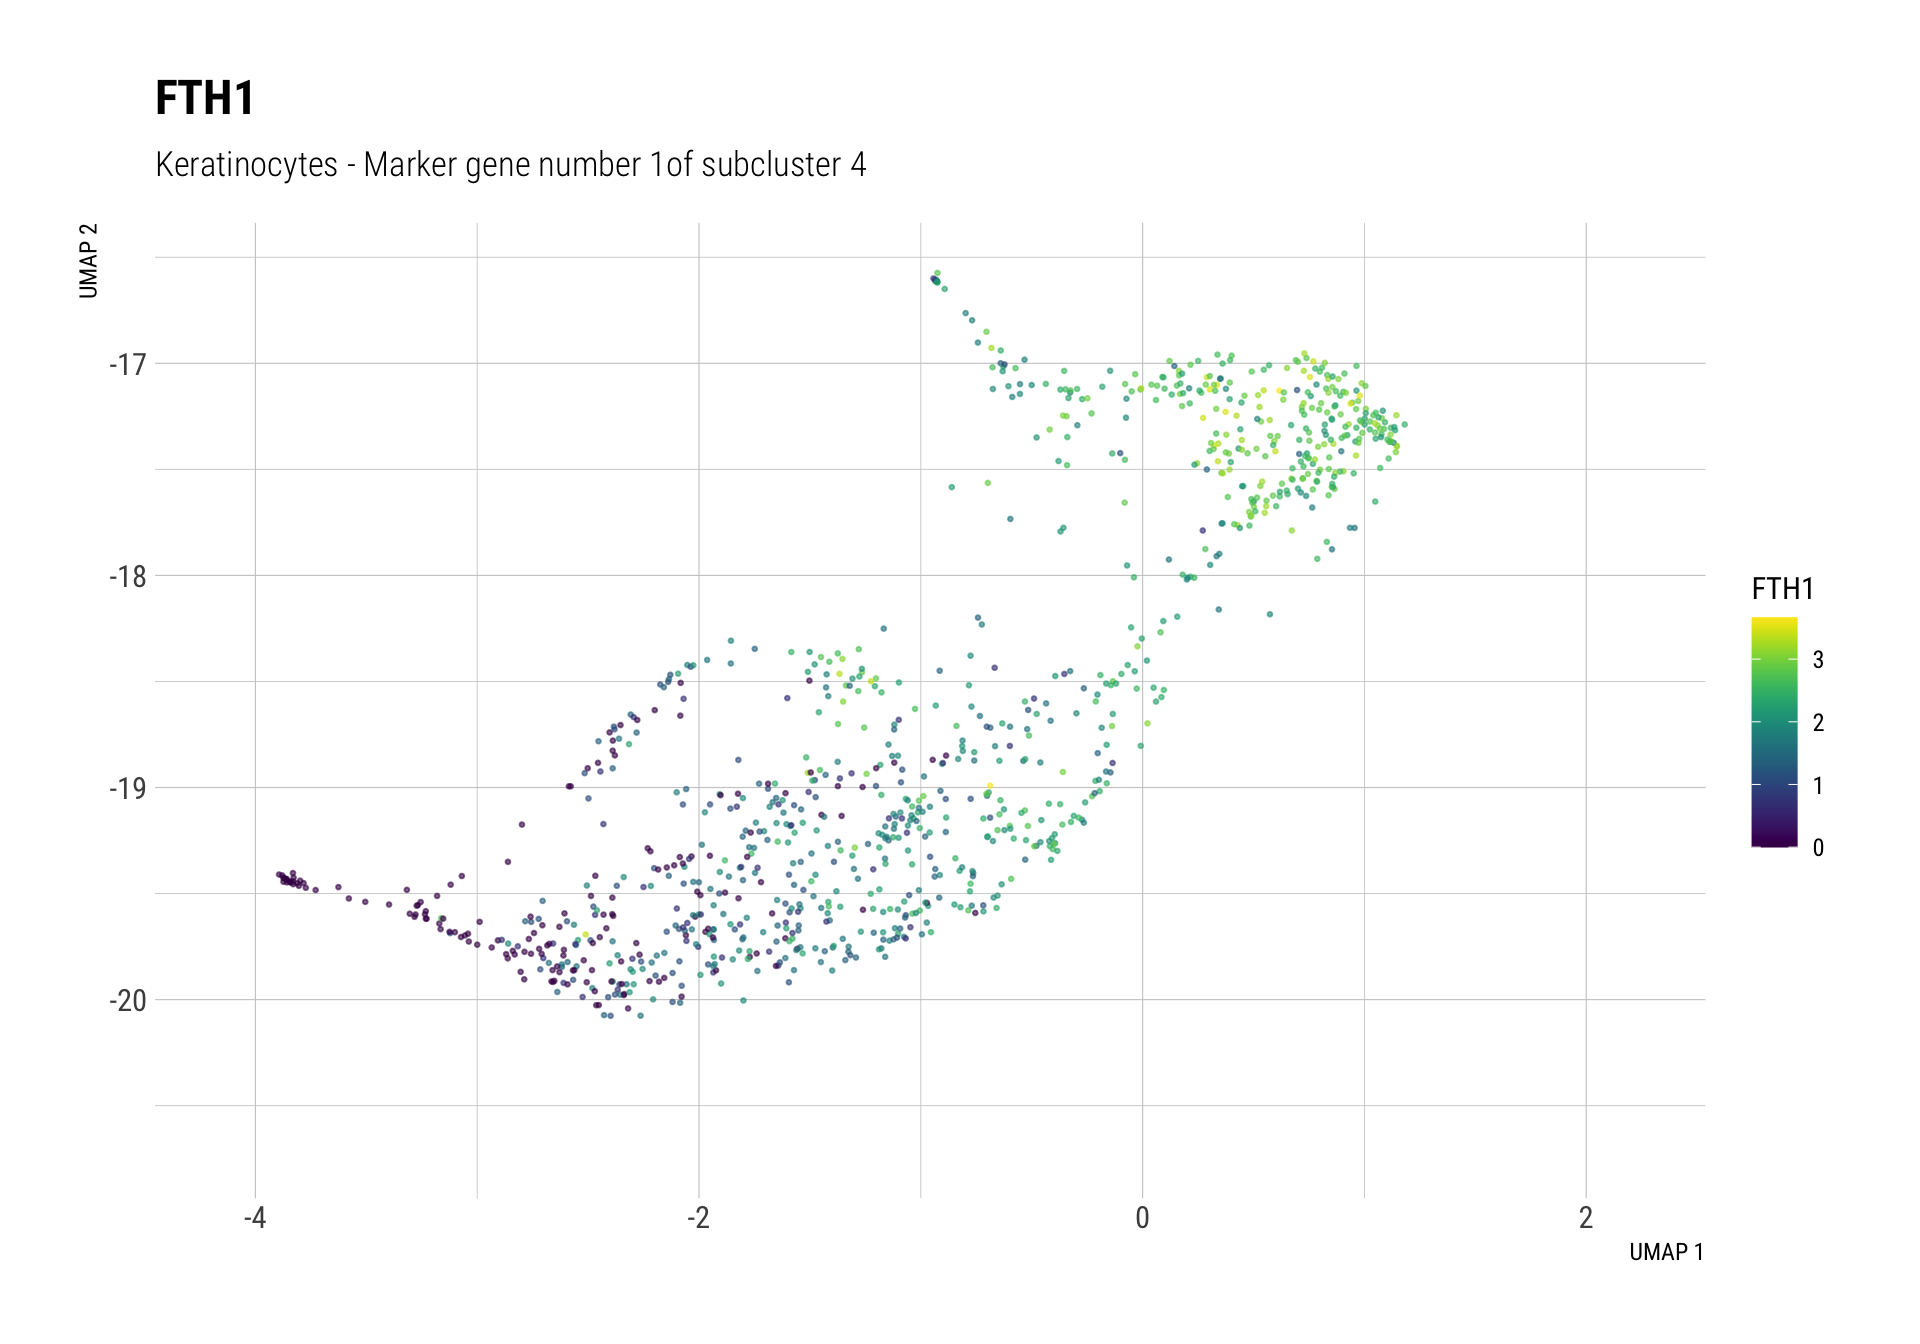 FTH1
Keratinocytes - Marker gene number 1of subcluster 4
UMAP 2
-17
-18
-19
-20
-4
-2
0
2
UMAP 1
FTH1
3
2
1
0